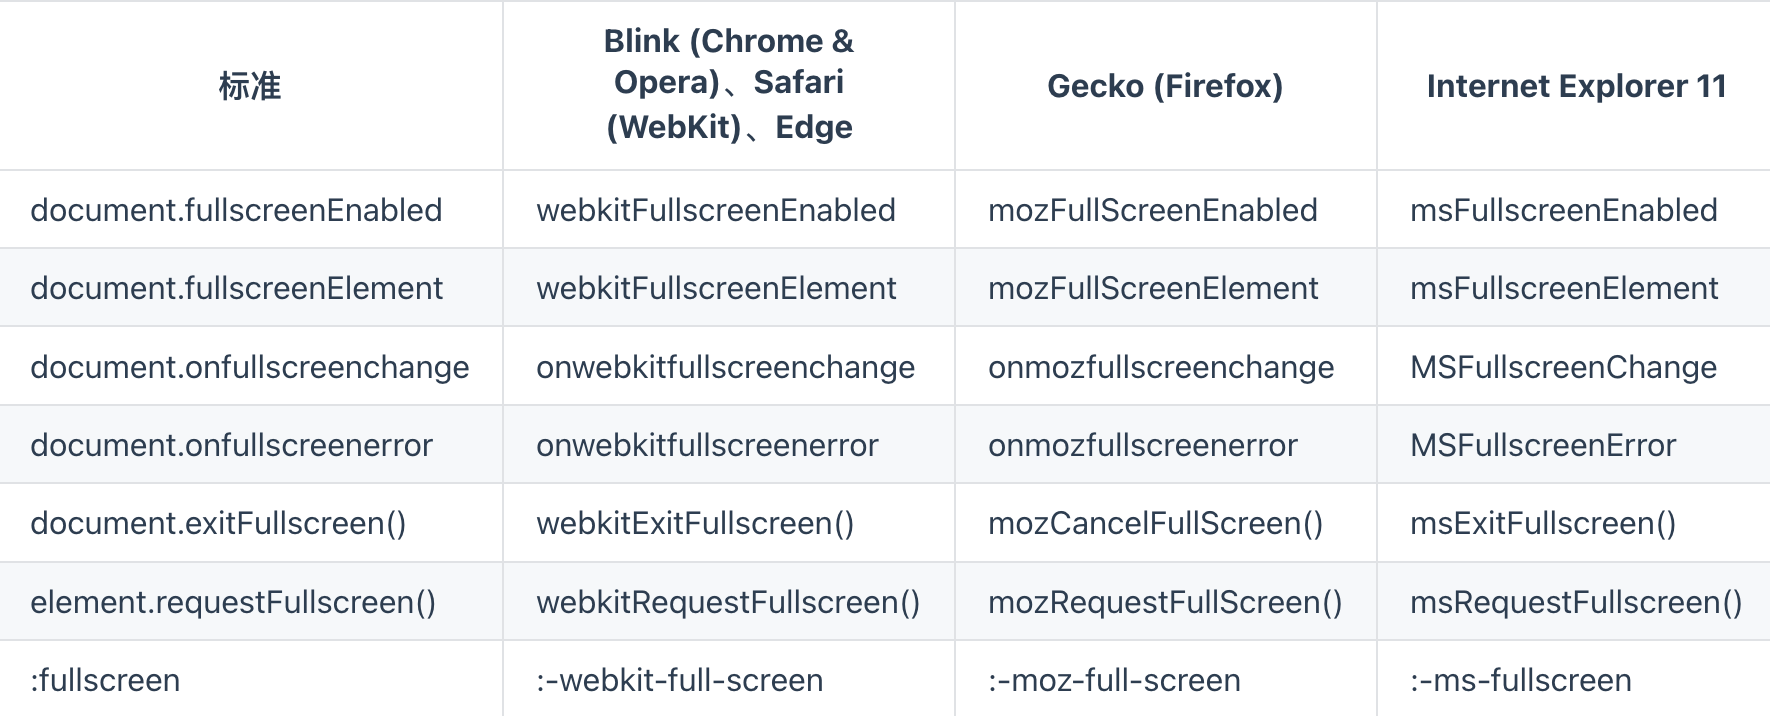 标准
Blink (Chrome &
Opera)、Safari
(WebKit)、Edge
Gecko (Firefox)
Internet Explorer 11
document.fullscreenEnabled
webkitFullscreenEnabled
mozFullScreenEnabled
msFullscreenEnabled
document.fullscreenElement
webkitFullscreenElement
mozFullScreenElement
msFullscreenElement
document.onfullscreenchange
onwebkitfullscreenchange
onmozfullscreenchange
MSFullscreenChange
document.onfullscreenerror
onwebkitfullscreenerror
onmozfullscreenerror
MSFullscreenError
document.exitFullscreen()
webkitExitFullscreen()
mozCancelFullScreen()
msExitFullscreen()
element.requestFullscreen()
webkitRequestFullscreen()
mozRequestFullScreen()
msRequestFullscreen()
:fullscreen
:-webkit-full-screen
:-moz-full-screen
:-ms-fullscreen